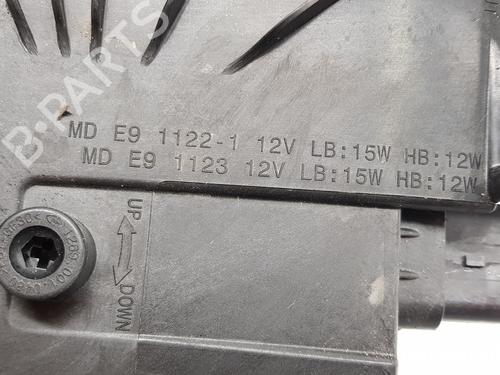 B-PARTS
MD E9 1122-1 12V LB:15W HB:12W
MD E9 1123 12V LB:15W HB:12W
UP
DOWN